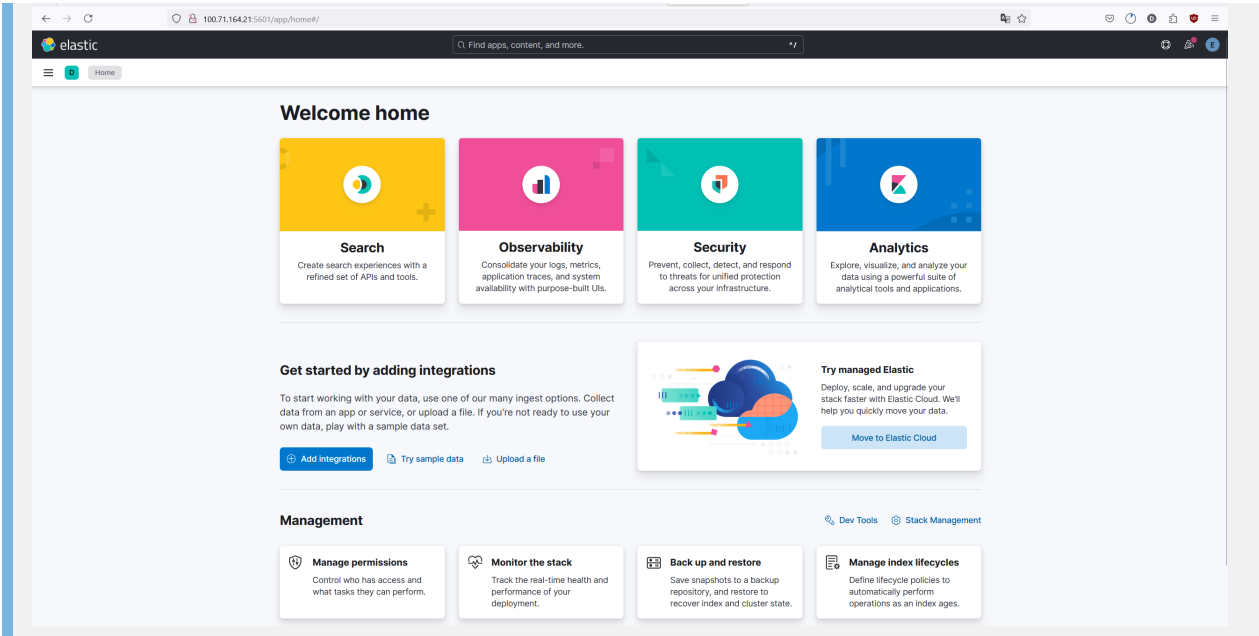 100.71.164.21:5601/app/home#/
elastic
Find apps, content, and more.
^/
E
D
Home
Welcome home
Search
Create search experiences with a
refined set of APIs and tools.
Observability
Consolidate your logs, metrics,
application traces, and system
availability with purpose-built UIs.
Security
Prevent, collect, detect, and respond
to threats for unified protection
across your infrastructure.
Analytics
Explore, visualize, and analyze your
data using a powerful suite of
analytical tools and applications.
Get started by adding integrations
To start working with your data, use one of our many ingest options. Collect
data from an app or service, or upload a file. If you're not ready to use your
own data, play with a sample data set.
Add integrations
Try sample data
Upload a file
Try managed Elastic
Deploy, scale, and upgrade your
stack faster with Elastic Cloud. We'll
help you quickly move your data.
Move to Elastic Cloud
Management
Dev Tools
Stack Management
Manage permissions
Control who has access and
what tasks they can perform.
Monitor the stack
Track the real-time health and
performance of your
deployment.
Back up and restore
Save snapshots to a backup
repository, and restore to
recover index and cluster state.
Manage index lifecycles
Define lifecycle policies to
automatically perform
operations as an index ages.